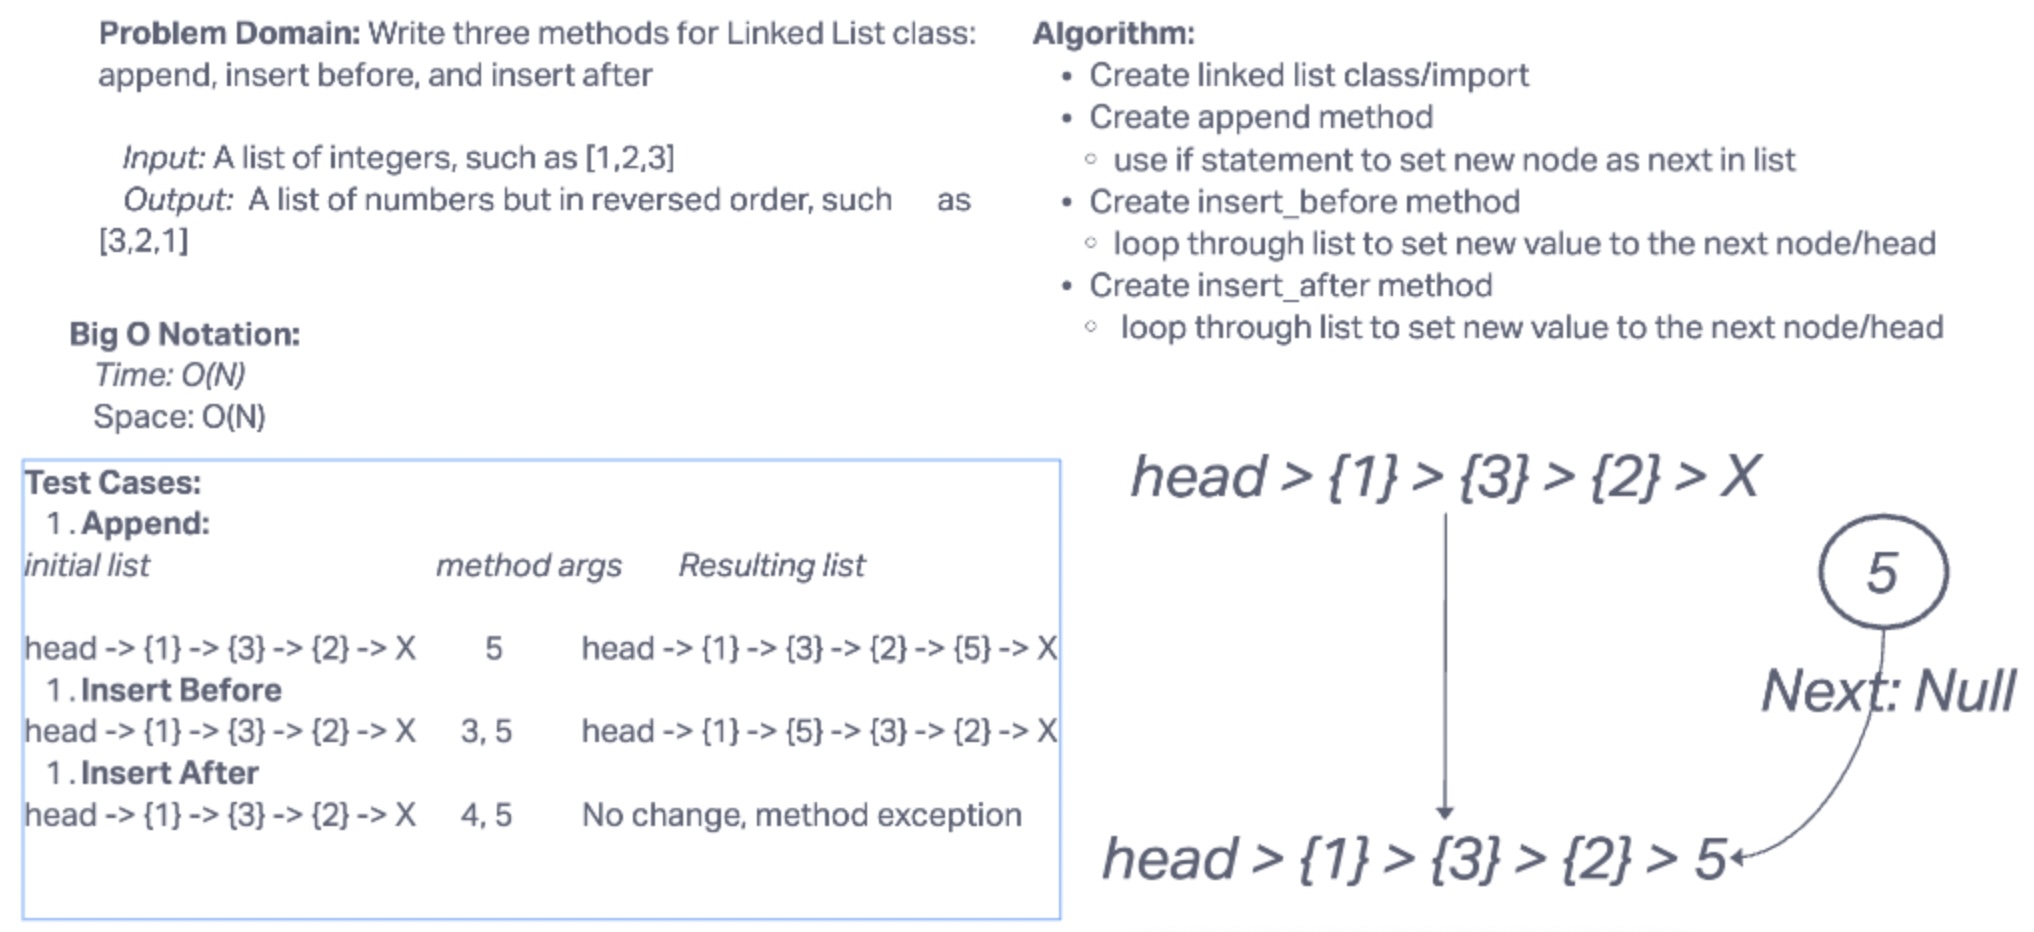 Problem Domain: Write three methods for Linked List class:
append, insert before, and insert after
Input: A list of integers, such as [1,2,3]
Output: A list of numbers but in reversed order, such as
[3,2,1]
Big O Notation:
Time: O(N)
Space: O(N)
Algorithm:
• Create linked list class/import
• Create append method
◦ use if statement to set new node as next in list
• Create insert_before method
◦ loop through list to set new value to the next node/head
• Create insert_after method
◦ loop through list to set new value to the next node/head
Test Cases:
1. Append:
initial list method args Resulting list
head -> {1} -> {3} -> {2} -> X 5 head -> {1} -> {3} -> {2} -> {5} -> X
1. Insert Before
head -> {1} -> {3} -> {2} -> X 3, 5 head -> {1} -> {5} -> {3} -> {2} -> X
1. Insert After
head -> {1} -> {3} -> {2} -> X 4, 5 No change, method exception
head > {1} > {3} > {2} > X
5
Next: Null
head > {1} > {3} > {2} > 5